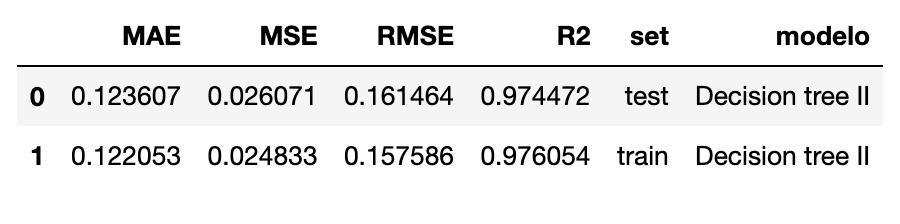 MAE MSE RMSE R2 set modelo
0 0.123607 0.026071 0.161464 0.974472 test Decision tree II
1 0.122053 0.024833 0.157586 0.976054 train Decision tree II